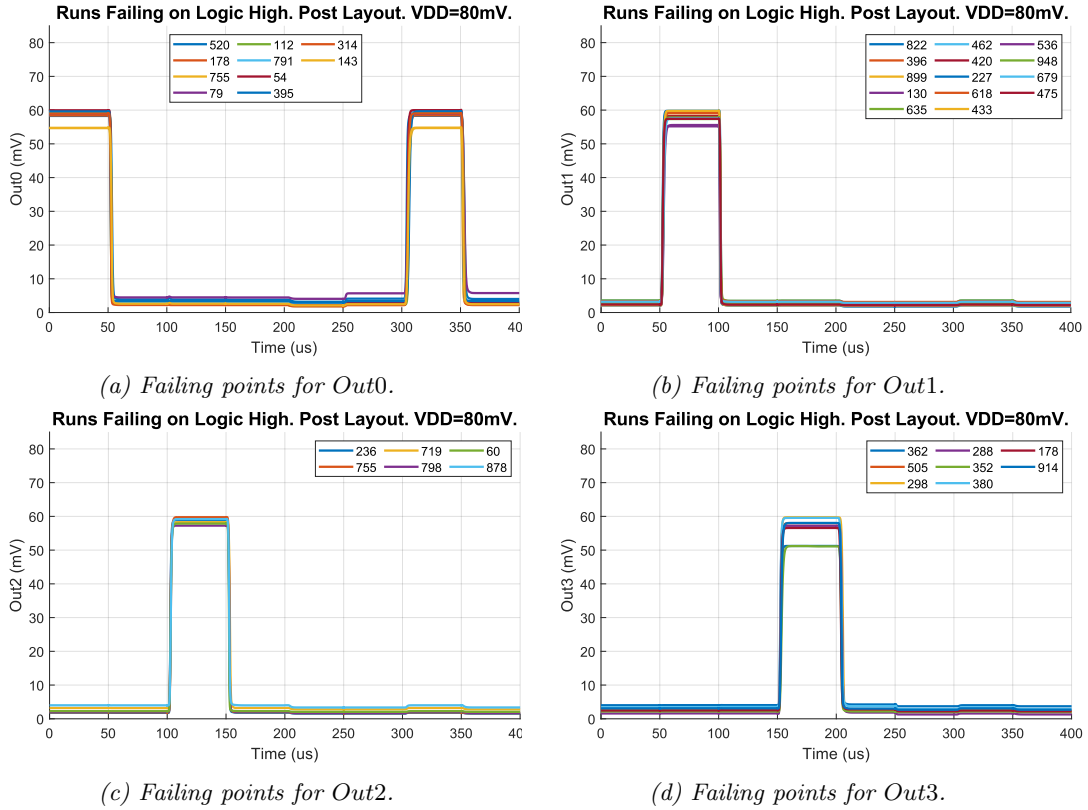 Runs Failing on Logic High. Post Layout. VDD=80mV.
520 112 314
178 791 143
755 54
79 395
Out0 (mV)
80
70
60
50
40
30
20
10
0
0 50 100 150 200 250 300 350 40
Time (us)
(a) Failing points for Out0.
Runs Failing on Logic High. Post Layout. VDD=80mV.
822 462 536
396 420 948
899 227 679
130 618 475
635 433
Out1 (mV)
80
70
60
50
40
30
20
10
0
0 50 100 150 200 250 300 350 400
Time (us)
(b) Failing points for Out1.
Runs Failing on Logic High. Post Layout. VDD=80mV.
236 719 60
755 798 878
Out2 (mV)
80
70
60
50
40
30
20
10
0
0 50 100 150 200 250 300 350
Time (us)
(c) Failing points for Out2.
Runs Failing on Logic High. Post Layout. VDD=80mV.
362 288 178
505 352 914
298 380
Out3 (mV)
80
70
60
50
40
30
20
10
0
0 50 100 150 200 250 300 350 400
Time (us)
(d) Failing points for Out3.